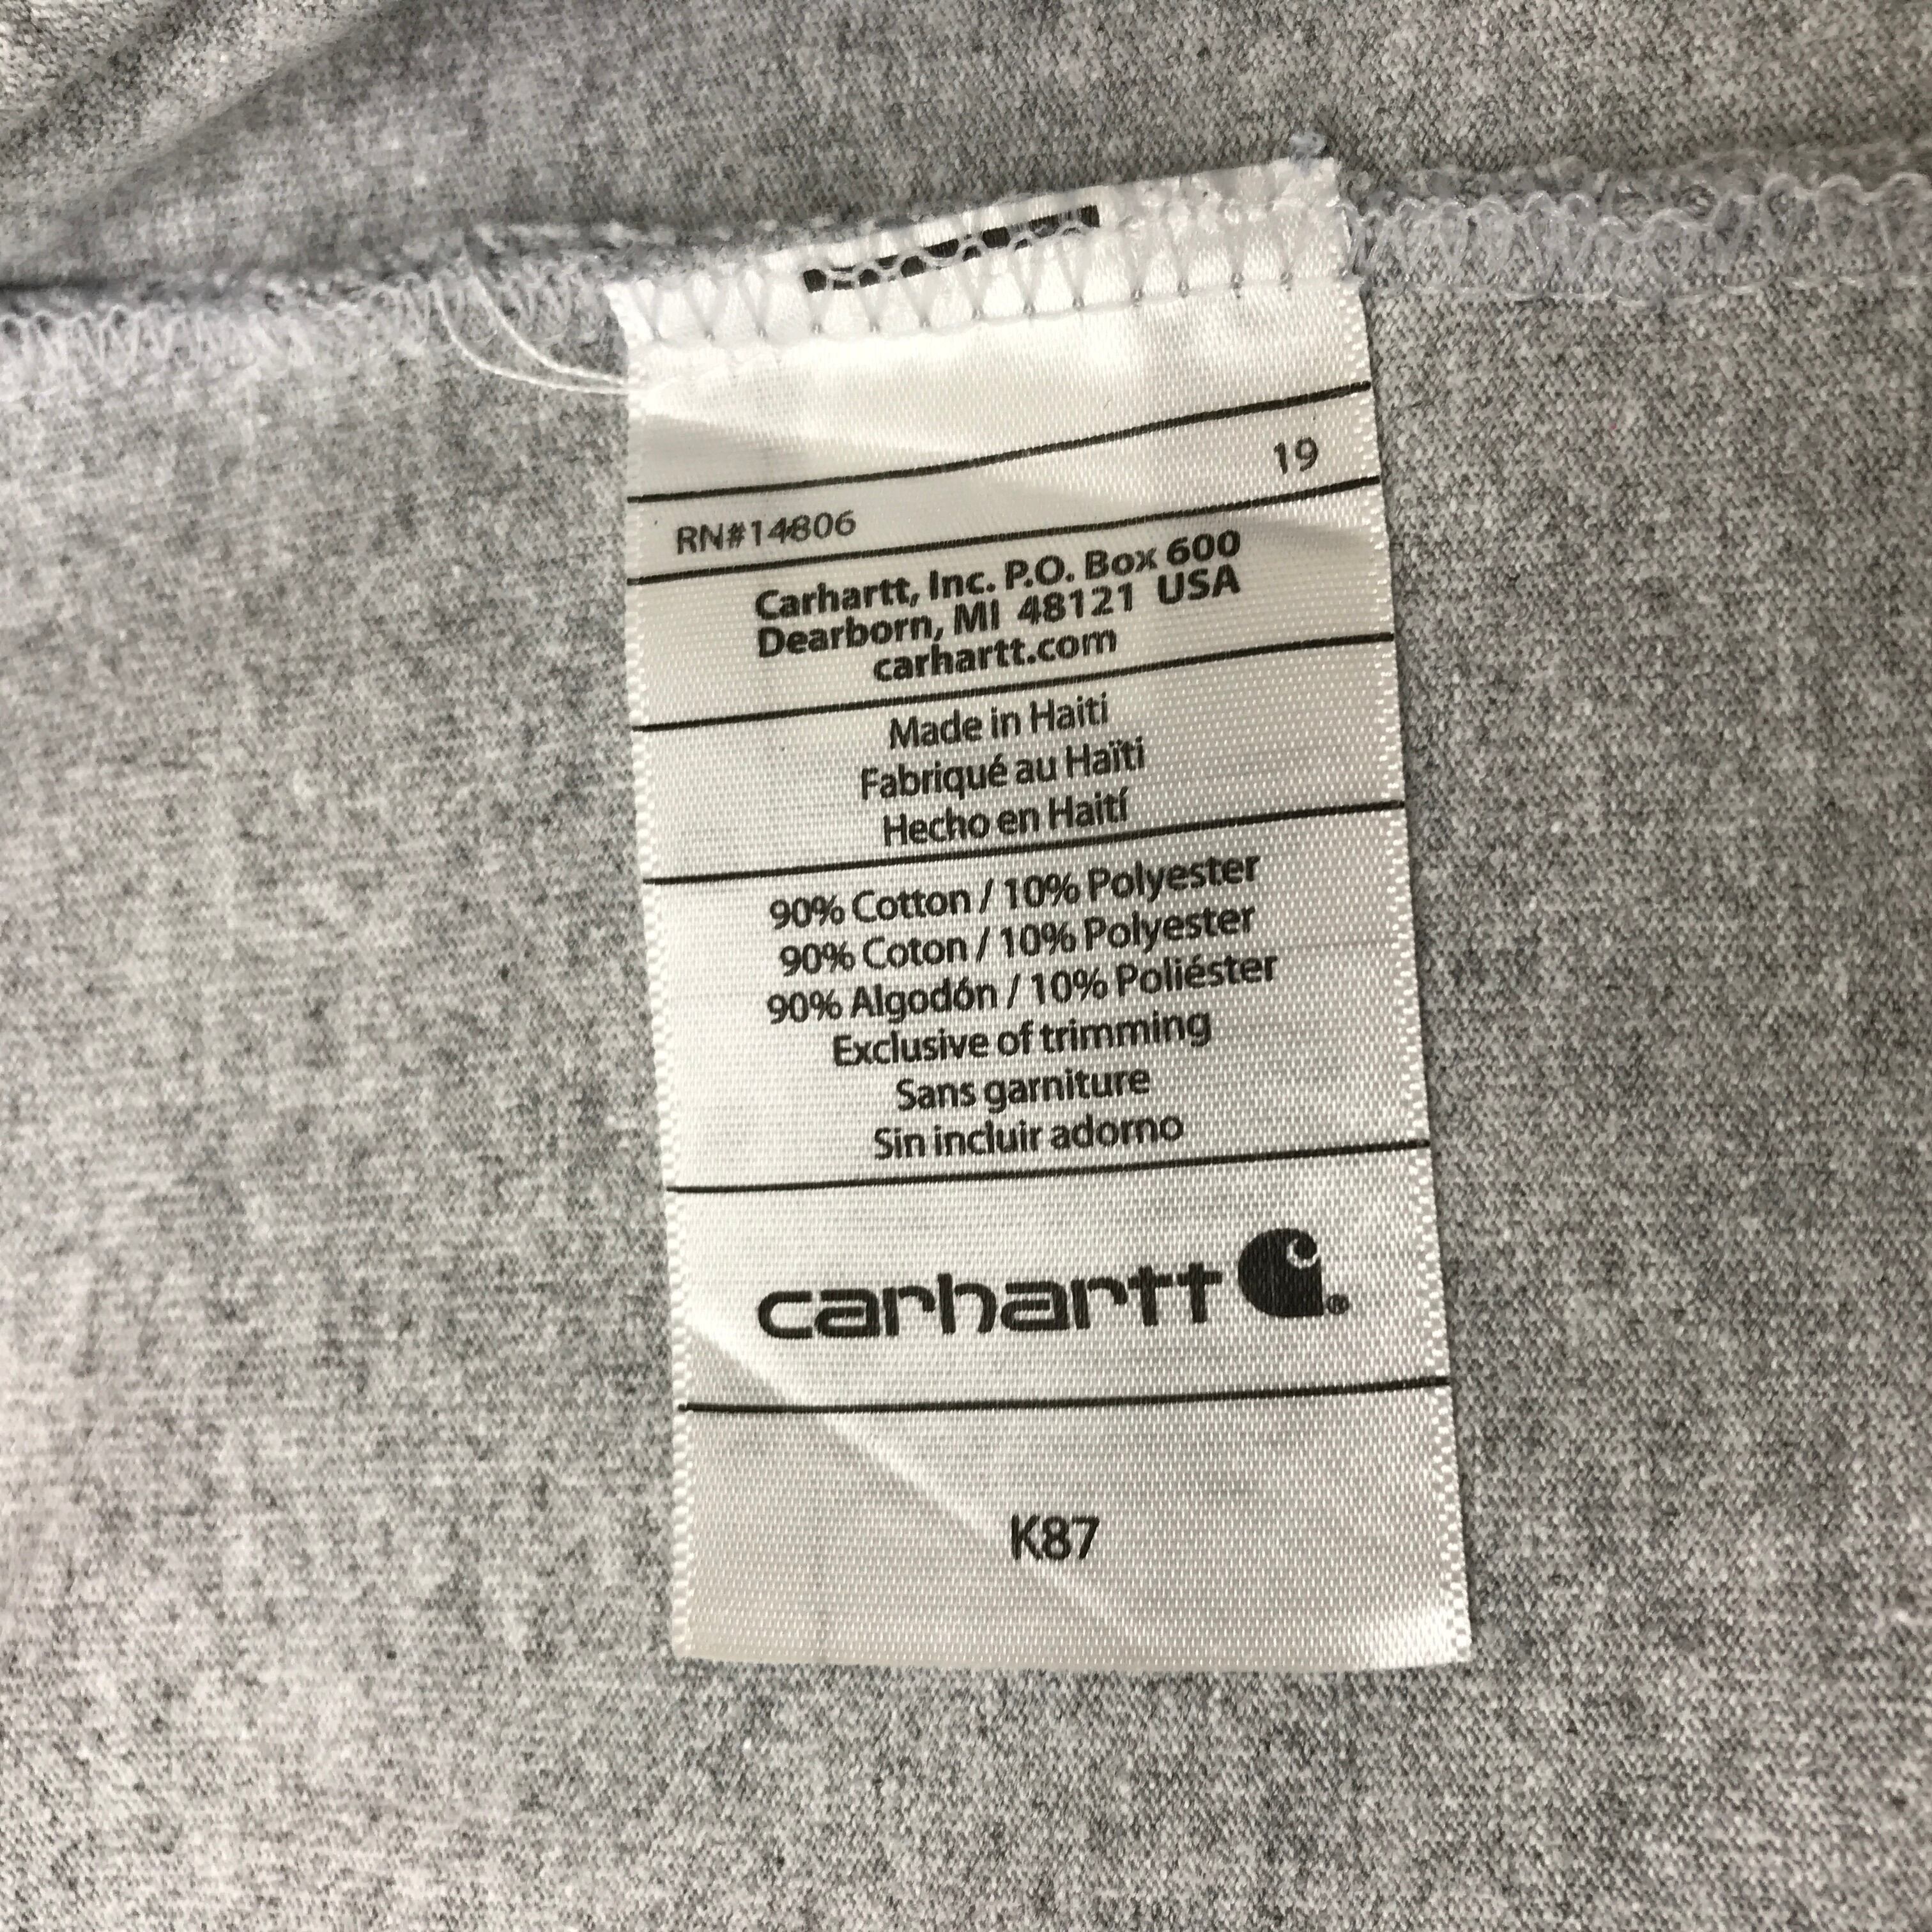 19
RN#14806
Carhartt, Inc. P.O. Box 600
Dearborn, MI 48121 USA
carhartt.com
Made in Haiti
Fabriqué au Haïti
Hecho en Haití
90% Cotton / 10% Polyester
90% Coton / 10% Polyester
90% Algodón / 10% Poliéster
Exclusive of trimming
Sans garniture
Sin incluir adorno
carhartt ®
K87